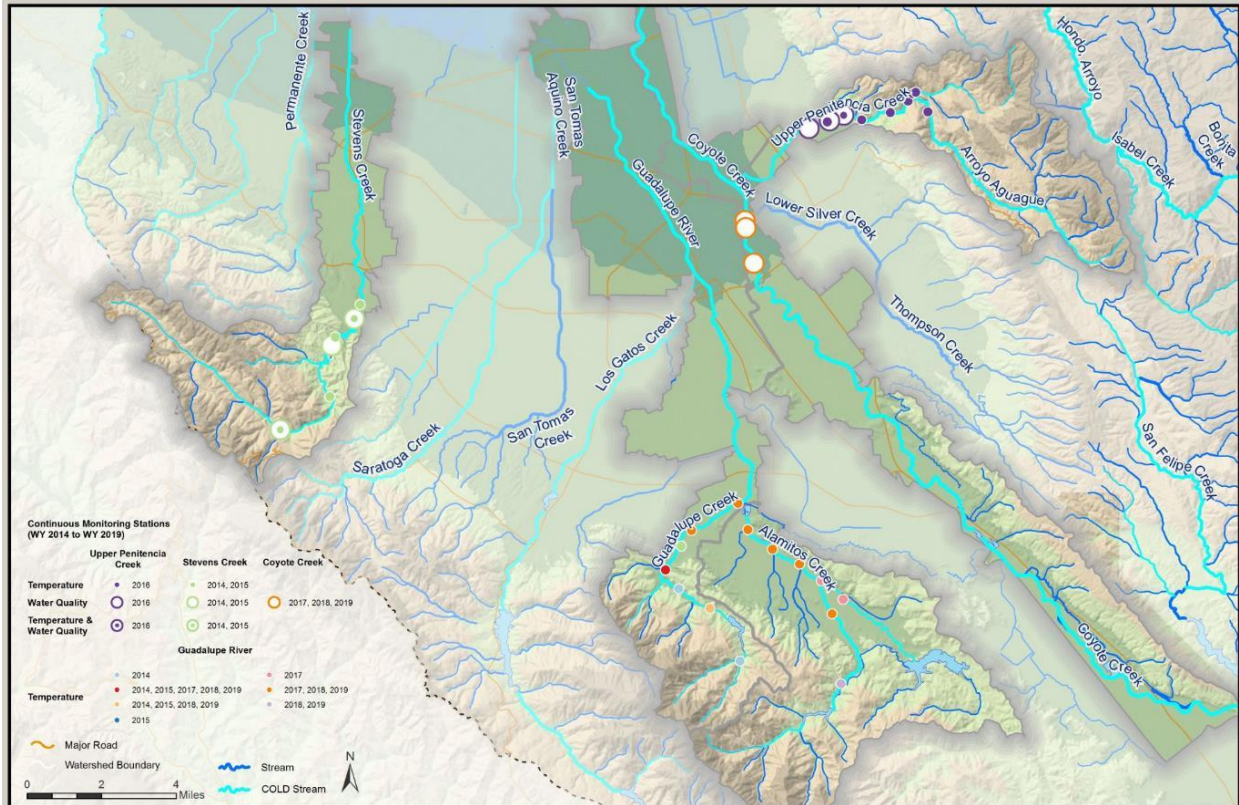 Permanente Creek
Stevens Creek
San Tomas
Aquino Creek
Guadalupe River
Coyote Creek
Upper Penitencia Creek
Arroyo Aguague
Hondo, Arroyo
Isabel Creek
Bonita
Creek
Lower Silver Creek
Thompson Creek
San Felipe Creek
Los Gatos Creek
San Tomas
Creek
Saratoga Creek
Guadalupe Creek
Alamitos Creek
Coyote Creek
Continuous Monitoring Stations
(WY 2014 to WY 2019)
Upper Penitencia
Creek
Stevens Creek
Coyote Creek
Temperature
2016
2014, 2015
Water Quality
2016
2014, 2015
2017, 2018, 2019
Temperature &
Water Quality
2016
2014, 2015
Guadalupe River
Temperature
2014
2017
2014, 2015, 2017, 2018, 2019
2017, 2018, 2019
2014, 2015, 2018, 2019
2018, 2019
2015
Major Road
Watershed Boundary
Stream
COLD Stream
N
0 2 4
Miles